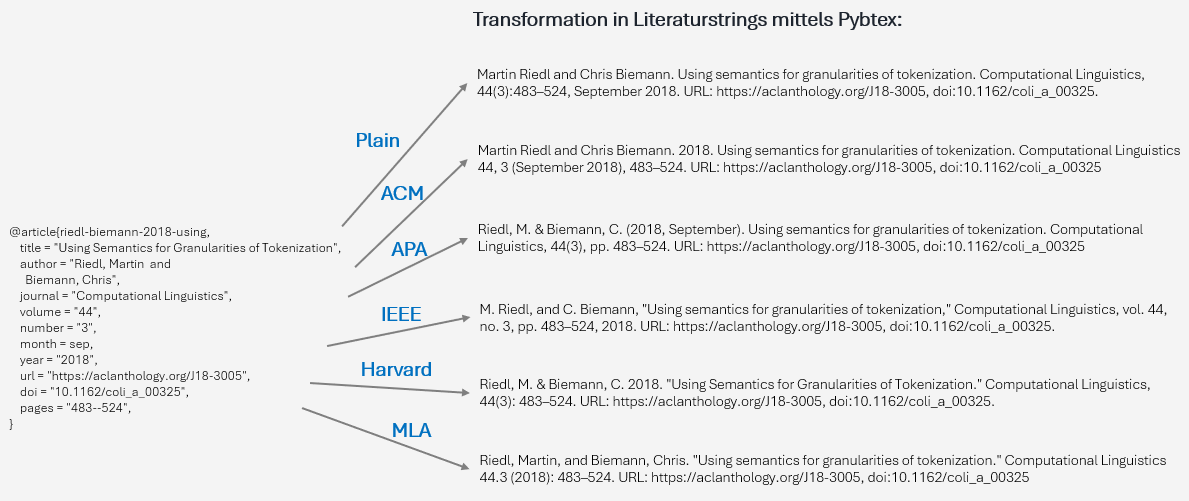 Transformation in Literaturstrings mittels Pybtex:
@article{riedl-biemann-2018-using,
title = "Using Semantics for Granularities of Tokenization",
author = "Riedl, Martin and
Biemann, Chris",
journal = "Computational Linguistics",
volume = "44",
number = "3",
month = sep,
year = "2018",
url = "https://aclanthology.org/J18-3005",
doi = "10.1162/coli_a_00325",
pages = "483--524",
}
Plain
Martin Riedl and Chris Biemann. Using semantics for granularities of tokenization. Computational Linguistics,
44(3):483–524, September 2018. URL: https://aclanthology.org/J18-3005, doi:10.1162/coli_a_00325.
ACM
Martin Riedl and Chris Biemann. 2018. Using semantics for granularities of tokenization. Computational Linguistics
44, 3 (September 2018), 483–524. URL: https://aclanthology.org/J18-3005, doi:10.1162/coli_a_00325
APA
Riedl, M. & Biemann, C. (2018, September). Using semantics for granularities of tokenization. Computational
Linguistics, 44(3), pp. 483–524. URL: https://aclanthology.org/J18-3005, doi:10.1162/coli_a_00325
IEEE
M. Riedl, and C. Biemann, "Using semantics for granularities of tokenization," Computational Linguistics, vol. 44,
no. 3, pp. 483–524, 2018. URL: https://aclanthology.org/J18-3005, doi:10.1162/coli_a_00325.
Harvard
Riedl, M. & Biemann, C. 2018. "Using Semantics for Granularities of Tokenization." Computational Linguistics,
44(3): 483–524. URL: https://aclanthology.org/J18-3005, doi:10.1162/coli_a_00325.
MLA
Riedl, Martin, and Biemann, Chris. "Using semantics for granularities of tokenization." Computational Linguistics
44.3 (2018): 483–524. URL: https://aclanthology.org/J18-3005, doi:10.1162/coli_a_00325